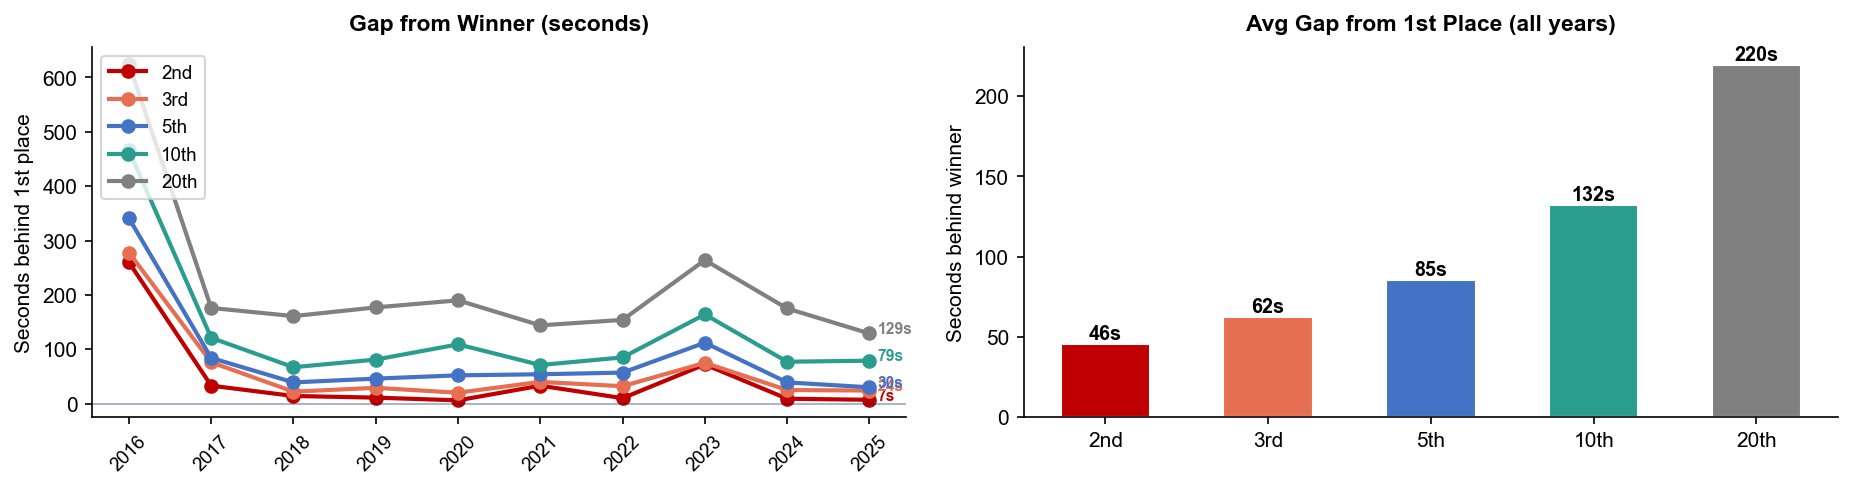 Gap from Winner (seconds)
Seconds behind 1st place
600
500
400
300
200
100
0
2nd
3rd
5th
10th
20th
129s
79s
30s
24s
7s
2016
2017
2018
2019
2020
2021
2022
2023
2024
2025
Avg Gap from 1st Place (all years)
Seconds behind winner
200
150
100
50
0
46s
62s
85s
132s
220s
2nd
3rd
5th
10th
20th